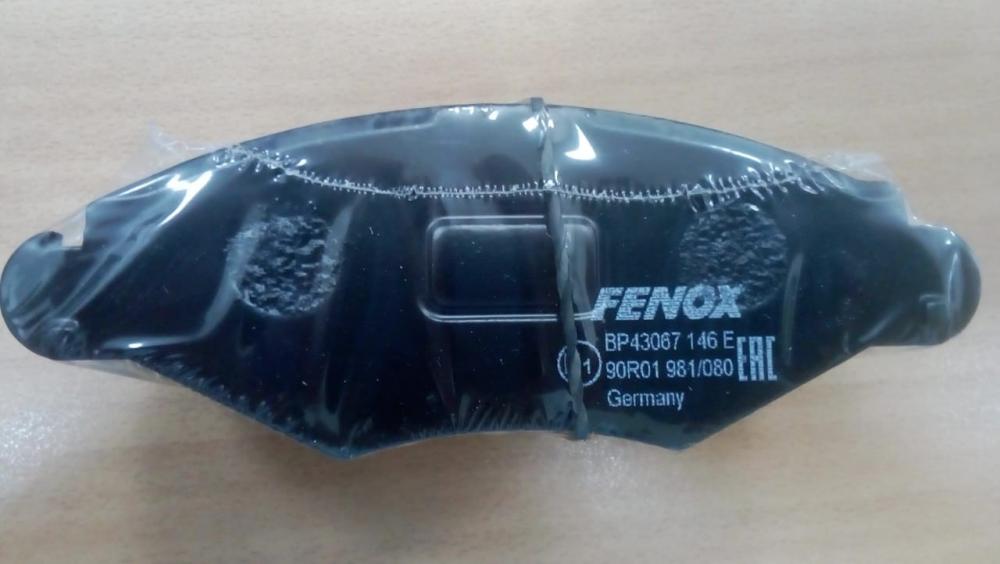 FENOX
BP43067 146 E
90R01 981/080
EAC
Germany